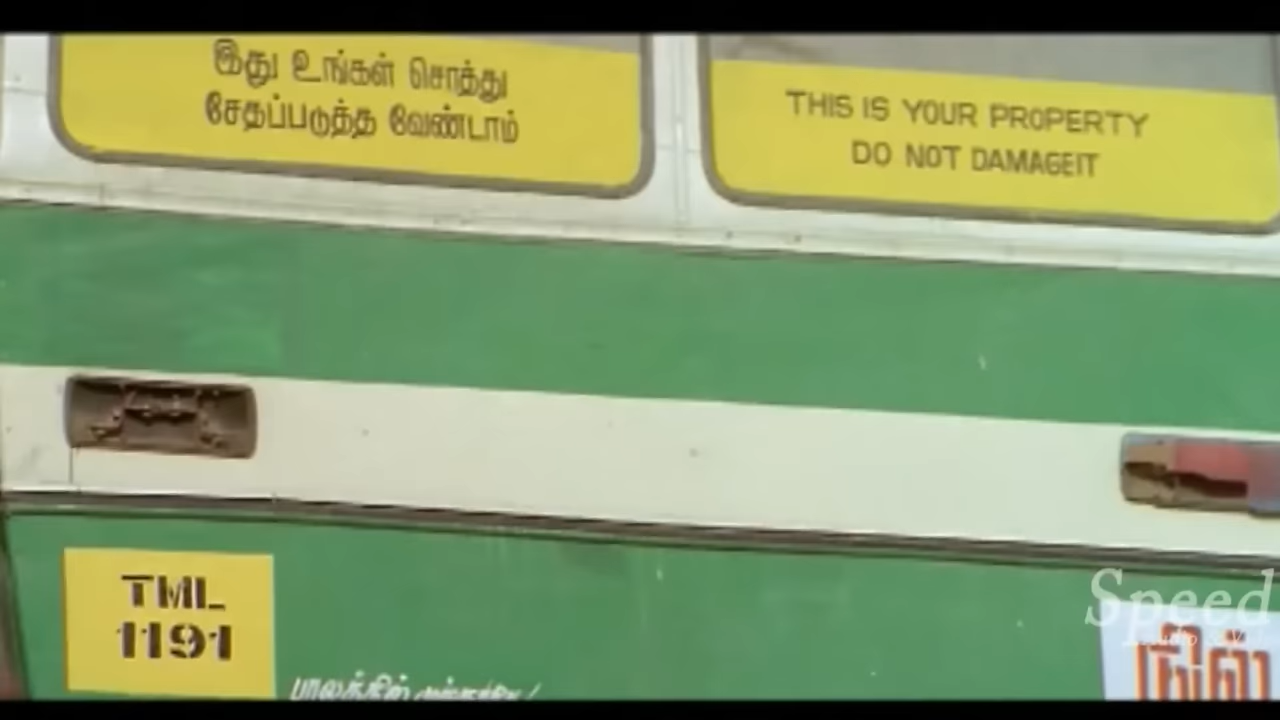 இது உங்கள் சொத்து
சேதப்படுத்த வேண்டாம்
THIS IS YOUR PROPERTY
DO NOT DAMAGEIT
TML
1191
Speed